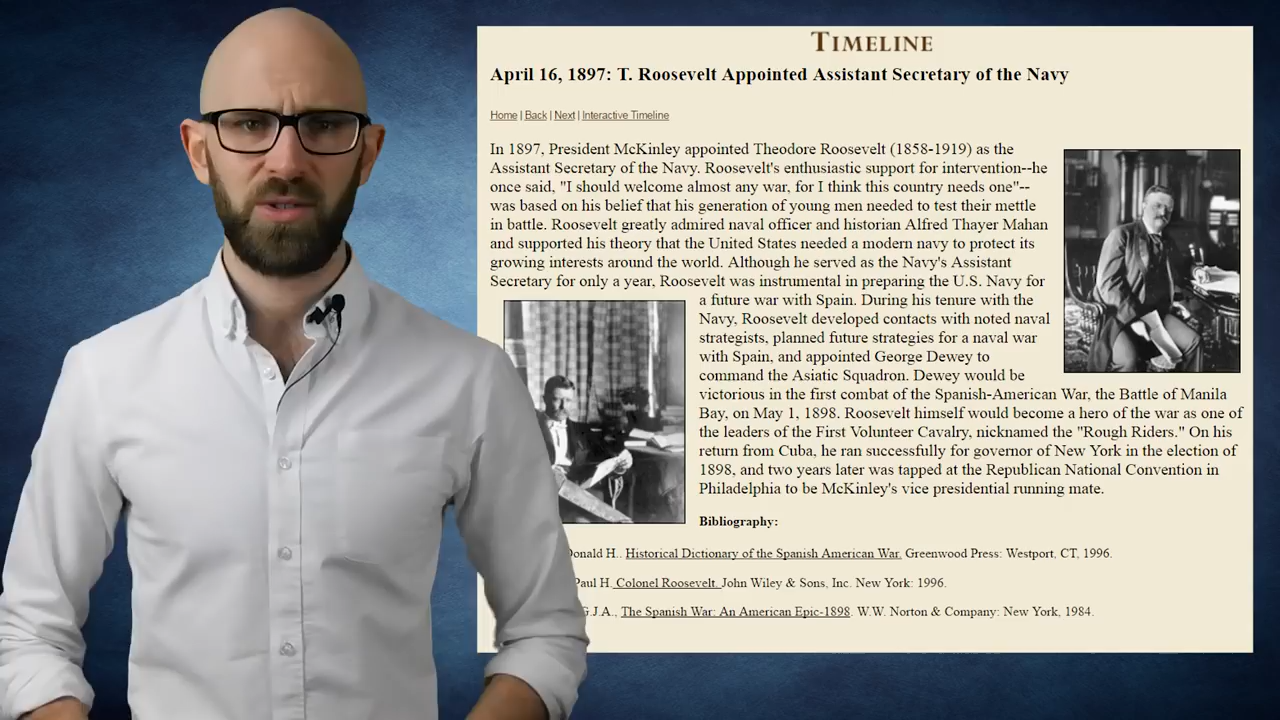 TIMELINE
April 16, 1897: T. Roosevelt Appointed Assistant Secretary of the Navy
Home | Back | Next | Interactive Timeline
In 1897, President McKinley appointed Theodore Roosevelt (1858-1919) as the
Assistant Secretary of the Navy. Roosevelt's enthusiastic support for intervention--he
once said, "I should welcome almost any war, for I think this country needs one"--
was based on his belief that his generation of young men needed to test their mettle
in battle. Roosevelt greatly admired naval officer and historian Alfred Thayer Mahan
and supported his theory that the United States needed a modern navy to protect its
growing interests around the world. Although he served as the Navy's Assistant
Secretary for only a year, Roosevelt was instrumental in preparing the U.S. Navy for
a future war with Spain. During his tenure with the
Navy, Roosevelt developed contacts with noted naval
strategists, planned future strategies for a naval war
with Spain, and appointed George Dewey to
command the Asiatic Squadron. Dewey would be
victorious in the first combat of the Spanish-American War, the Battle of Manila
Bay, on May 1, 1898. Roosevelt himself would become a hero of the war as one of
the leaders of the First Volunteer Cavalry, nicknamed the "Rough Riders." On his
return from Cuba, he ran successfully for governor of New York in the election of
1898, and two years later was tapped at the Republican National Convention in
Philadelphia to be McKinley's vice presidential running mate.
Bibliography:
onald H.. Historical Dictionary of the Spanish American War. Greenwood Press: Westport, CT, 1996.
Paul H. Colonel Roosevelt. John Wiley & Sons, Inc. New York: 1996.
G.J.A., The Spanish War: An American Epic-1898. W.W. Norton & Company: New York, 1984.